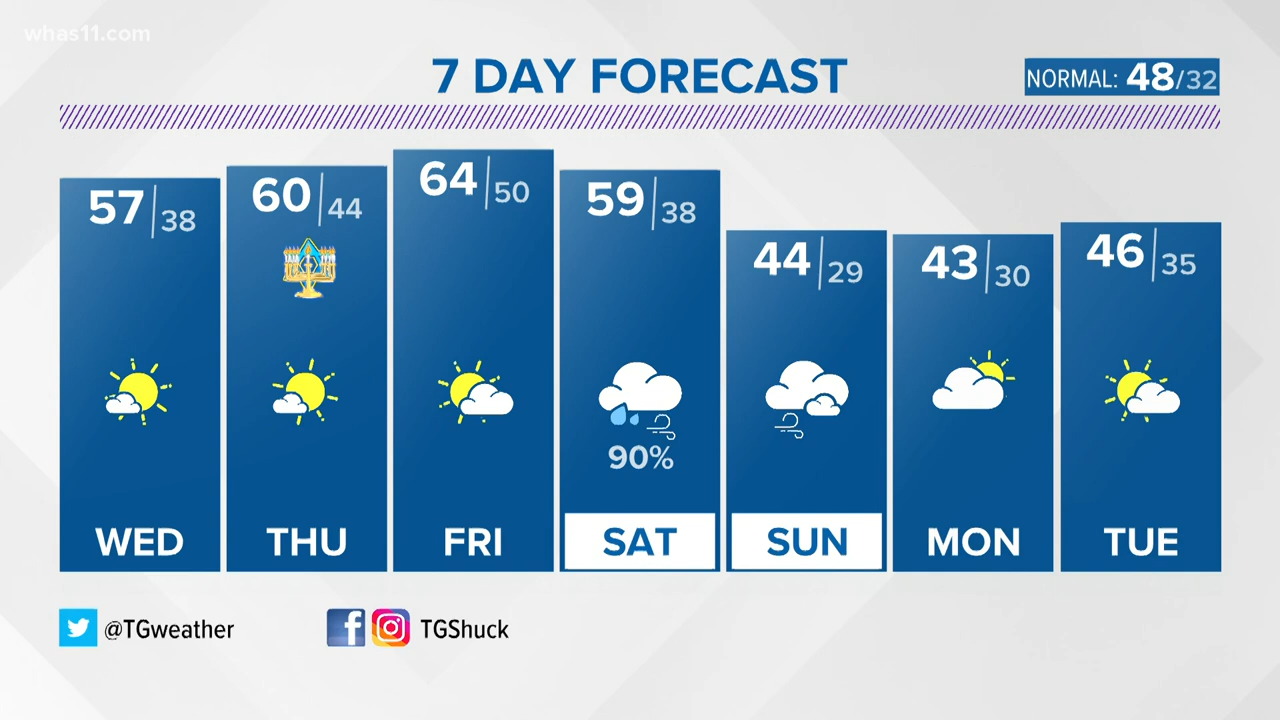 whas11.com
7 DAY FORECAST
NORMAL: 48/32
57/38
60/44
64/50
59/38
44/29
43/30
46/35
90%
WED THU FRI SAT SUN MON TUE
@TGweather
TGShuck